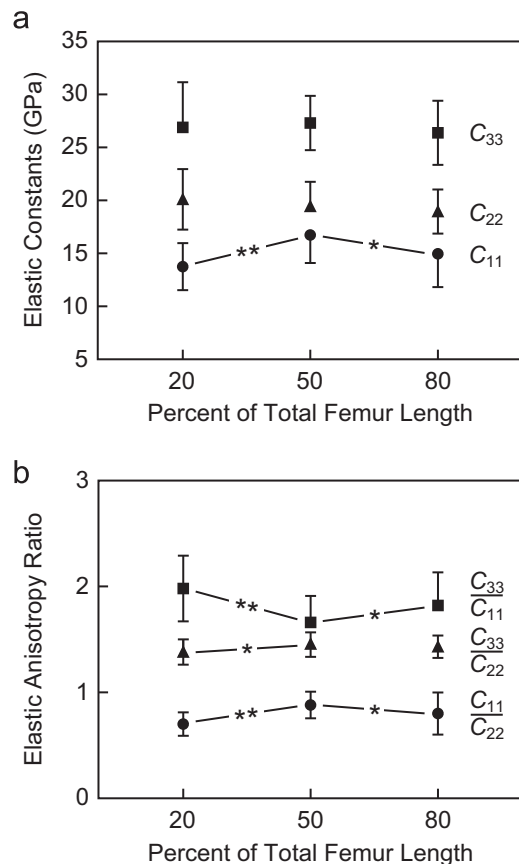 a
35
30
25
20
15
10
5
Elastic Constants (GPa)
C33
C22
C11
**
*
20 50 80
Percent of Total Femur Length
b
3
2
1
0
Elastic Anisotropy Ratio
**
*
C33
C11
*
C33
C22
**
*
C11
C22
20 50 80
Percent of Total Femur Length